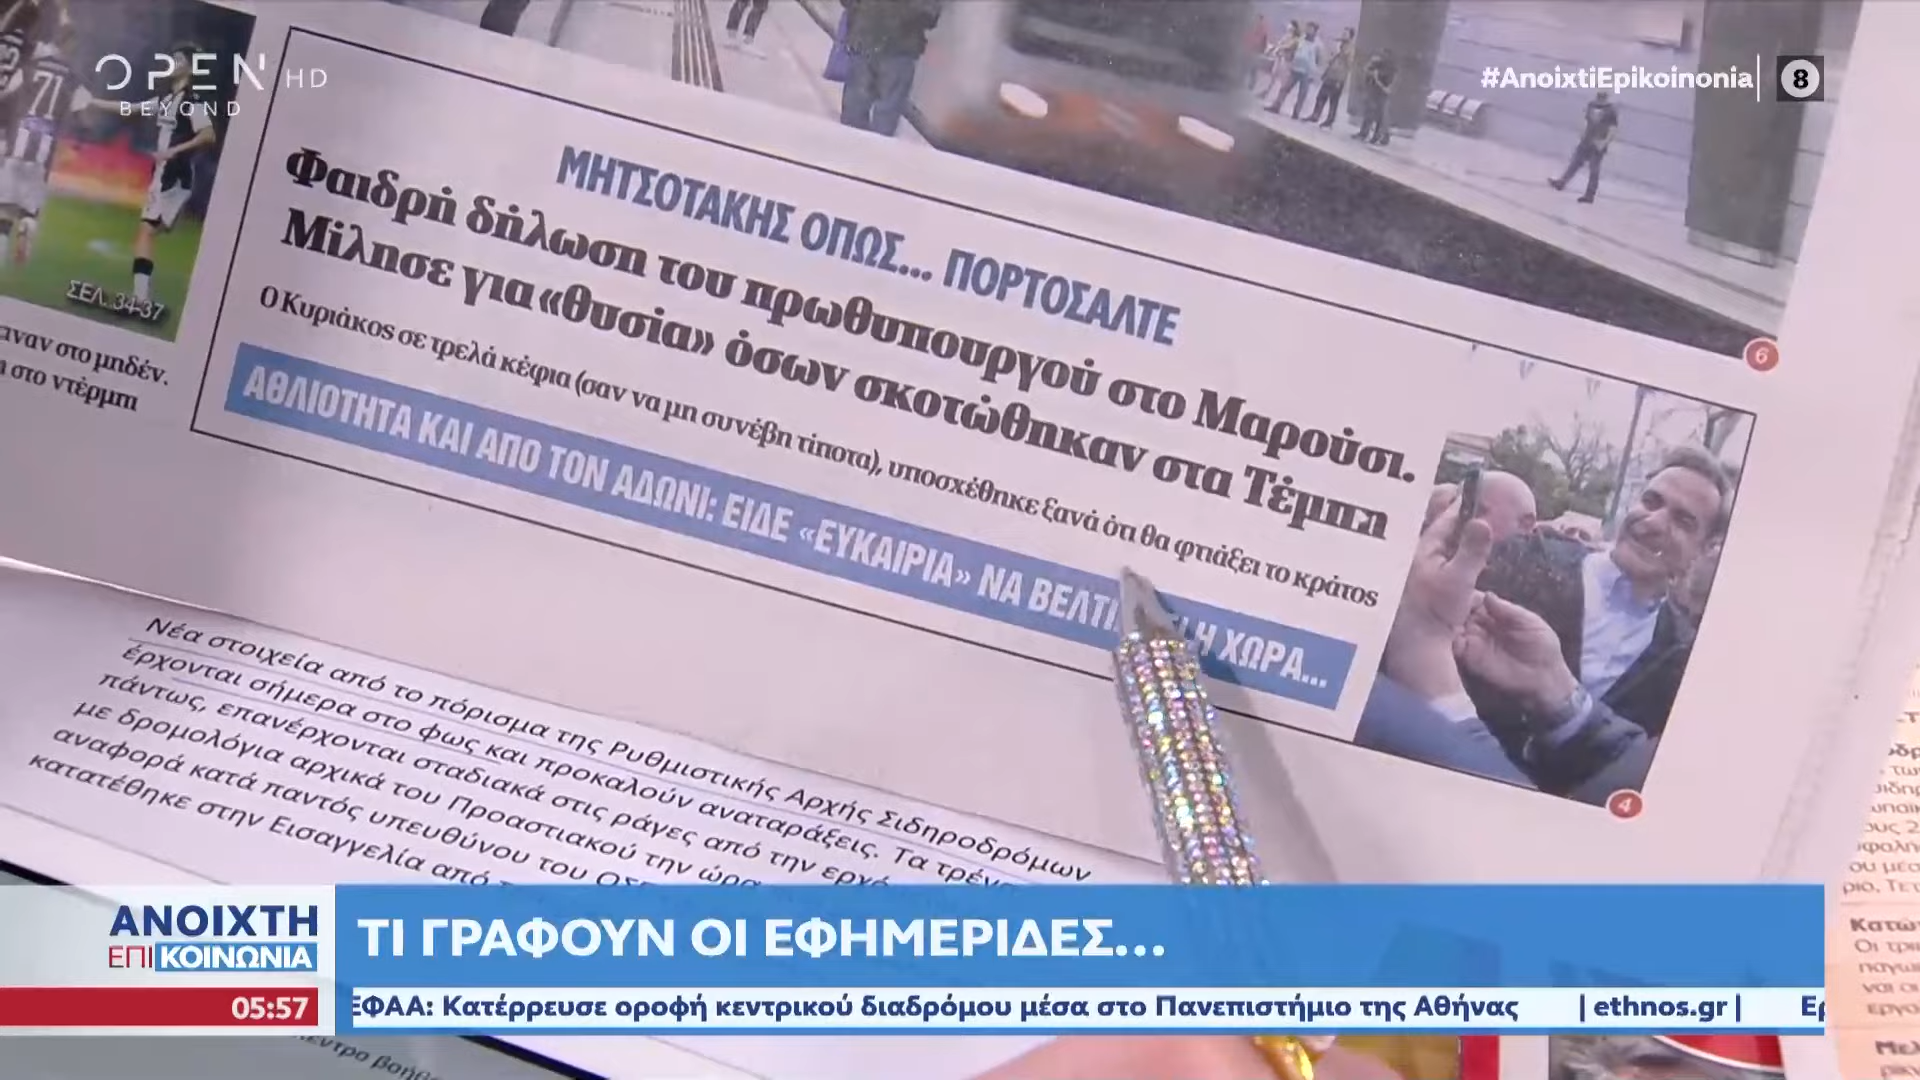 OPEN HD
BEYOND
#AnoixtiEpikoinonia
8
71
ΣΕΛ. 34-37
στο μηδέν.
στο ντέρμπι
ΜΗΤΣΟΤΑΚΗΣ ΟΠΩΣ... ΠΟΡΤΟΣΑΛΤΕ
Φαιδρή δήλωση του πρωθυπουργού στο Μαρούσι.
Μίλησε για «θυσία» όσων σκοτώθηκαν στα Τέμπη
Ο Κυριάκος σε τρελά κέφια (σαν να μη συνέβη τίποτα), υποσχέθηκε ξανά ότι θα φτιάξει το κράτος
ΑΘΛΙΟΤΗΤΑ ΚΑΙ ΑΠΟ ΤΟΝ ΑΔΩΝΙ: ΕΙΔΕ «ΕΥΚΑΙΡΙΑ» ΝΑ Η ΧΩΡΑ...
6
4
Νέα στοιχεία από το πόρισμα της Ρυθμιστικής Αρχής Σιδηροδρόμων
έρχονται σήμερα στο φως και προκαλούν αναταράξεις. Τα
πάντως, επανέρχονται σταδιακά στις ράγες από την
με δρομολόγια αρχικά του Προαστιακού την ώρα
αναφορά κατά παντός υπευθύνου του
κατατέθηκε στην Εισαγγελία από
Κατώ
Οι
ΑΝΟΙΧΤΗ
ΕΠΙΚΟΙΝΩΝΙΑ
05:57
ΤΙ ΓΡΑΦΟΥΝ ΟΙ ΕΦΗΜΕΡΙΔΕΣ...
ΕΦΑΑ: Κατέρρευσε οροφή κεντρικού διαδρόμου μέσα στο Πανεπιστήμιο της Αθήνας | ethnos.gr |